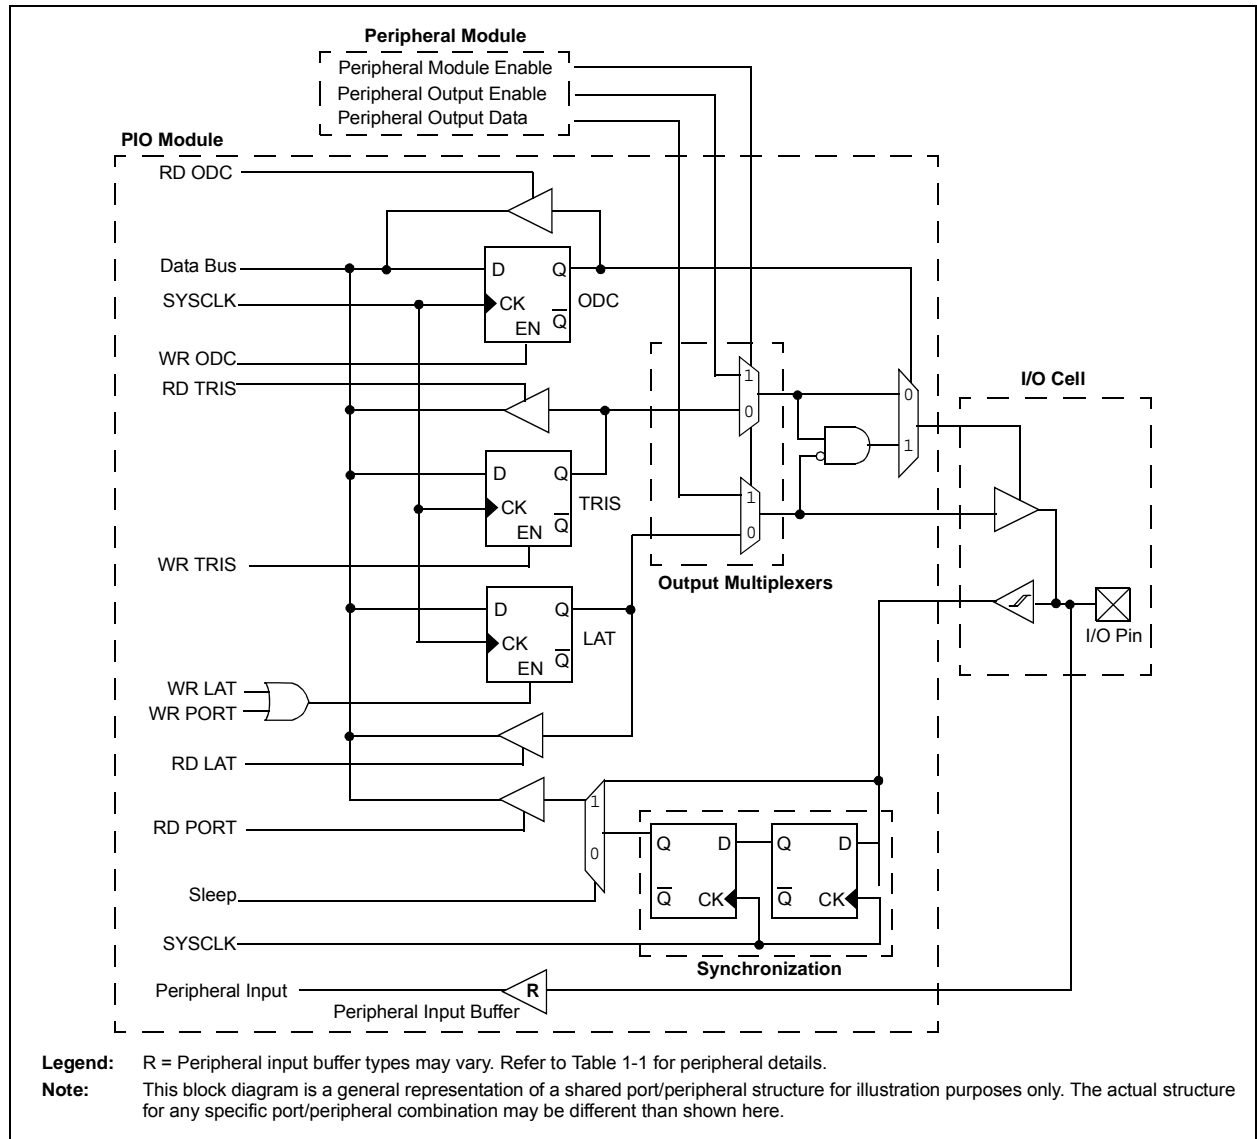 Peripheral Module
Peripheral Module Enable
Peripheral Output Enable
Peripheral Output Data
PIO Module
RD ODC
Data Bus
D
Q
SYSCLK
CK
ODC
EN
Q
WR ODC
RD TRIS
1
0
0
1
I/O Cell
D
Q
CK
TRIS
EN
Q
1
0
WR TRIS
Output Multiplexers
D
Q
CK
LAT
EN
Q
I/O Pin
WR LAT
WR PORT
RD LAT
1
0
RD PORT
Q
D
Q
D
Sleep
Q
CK
Q
CK
SYSCLK
Synchronization
Peripheral Input
R
Peripheral Input Buffer
Legend: R = Peripheral input buffer types may vary. Refer to Table 1-1 for peripheral details.
Note: This block diagram is a general representation of a shared port/peripheral structure for illustration purposes only. The actual structure
for any specific port/peripheral combination may be different than shown here.